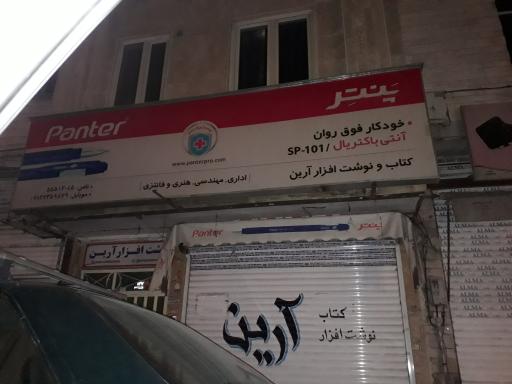 Panter
پنتر
• خودکار فوق روان
آنتی باکتریال / SP-101
www.panterpro.com
کتاب و نوشت افزار آرین
اداری، مهندسی، هنری و فانتزی
Panter
پنتر
نوشت افزار آرین
کتاب
نوشت افزار
آرین
ALMA